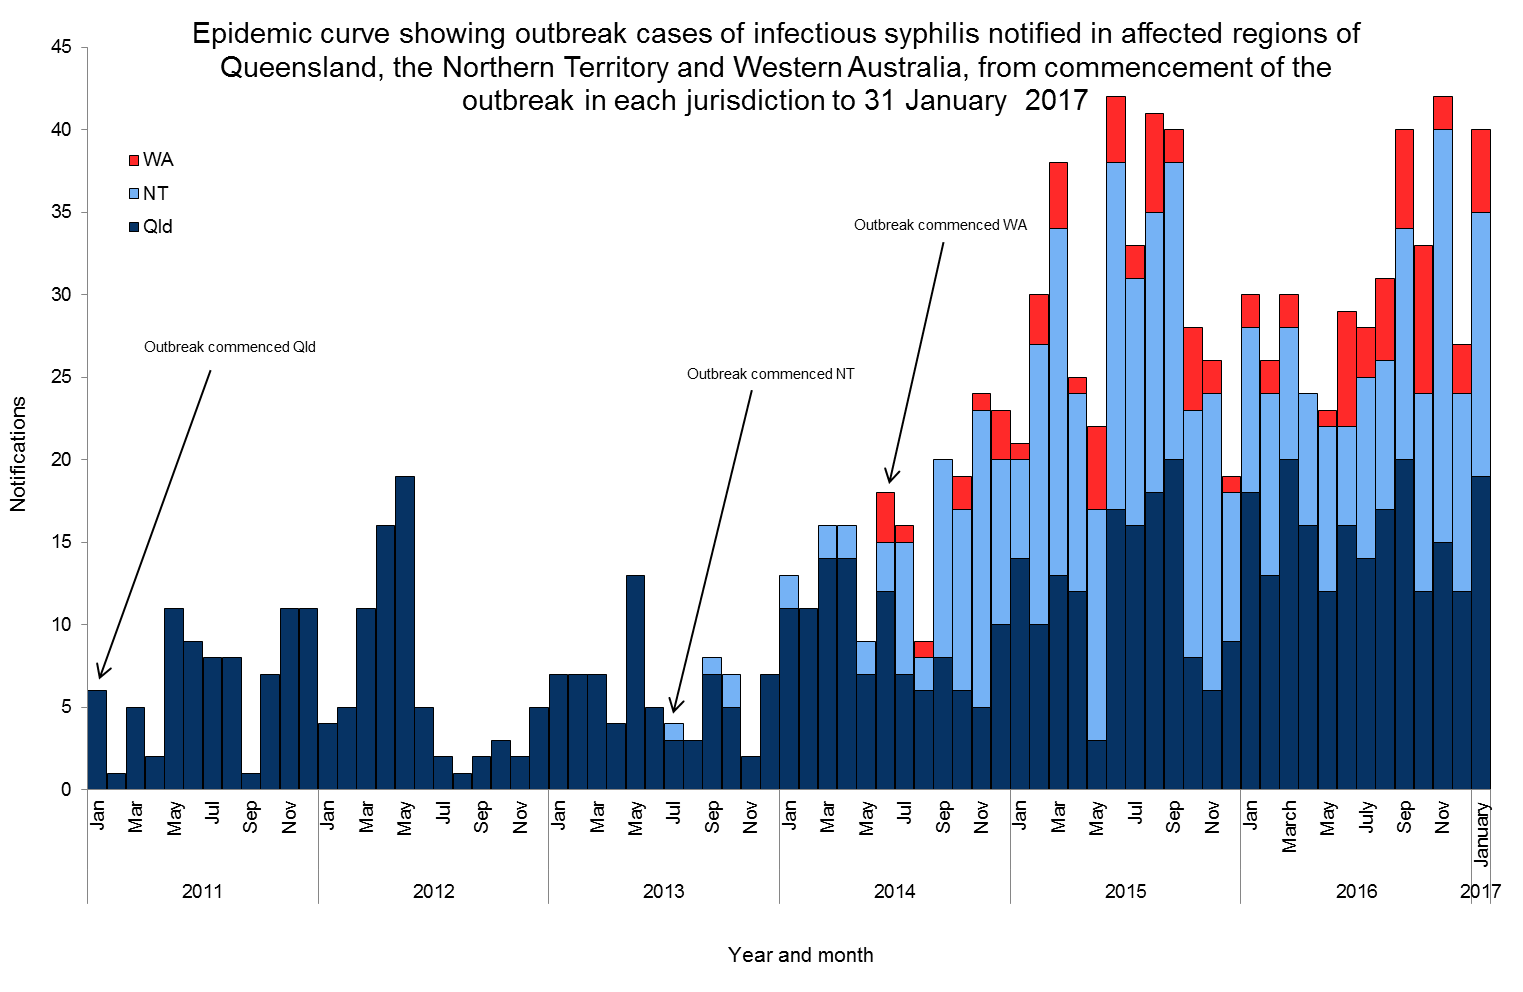 Epidemic curve showing outbreak cases of infectious syphilis notified in affected regions of
Queensland, the Northern Territory and Western Australia, from commencement of the
outbreak in each jurisdiction to 31 January 2017
45
40
35
30
25
20
15
10
5
0
Notifications
WA
NT
Qld
Outbreak commenced Qld
Outbreak commenced NT
Outbreak commenced WA
Jan Mar May Jul Sep Nov Jan Mar May Jul Sep Nov Jan Mar May Jul Sep Nov Jan Mar May Jul Sep Nov Jan Mar May Jul Sep Nov Jan March May July Sep Nov January
2011 2012 2013 2014 2015 2016 2017
Year and month